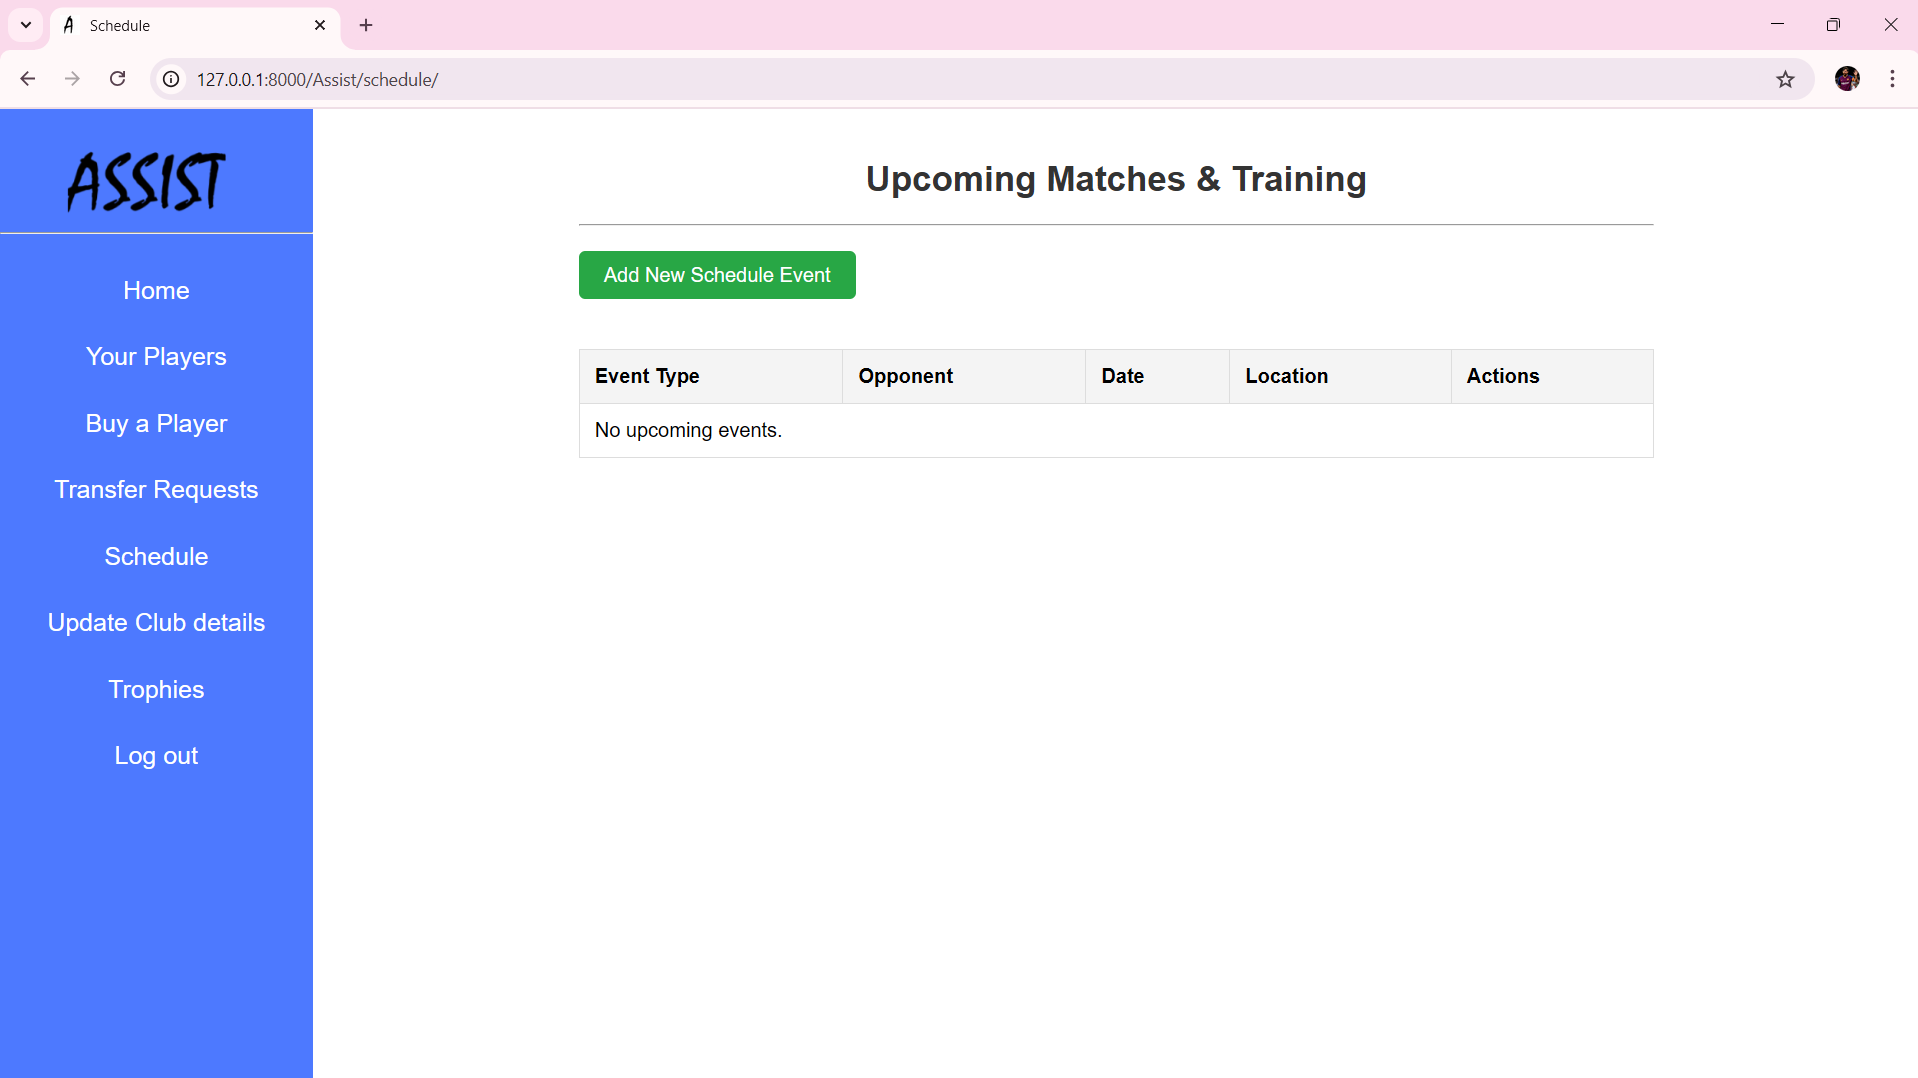 Schedule
127.0.0.1:8000/Assist/schedule/
ASSIST
Home
Your Players
Buy a Player
Transfer Requests
Schedule
Update Club details
Trophies
Log out
Upcoming Matches & Training
Add New Schedule Event
Event Type Opponent Date Location Actions
No upcoming events.